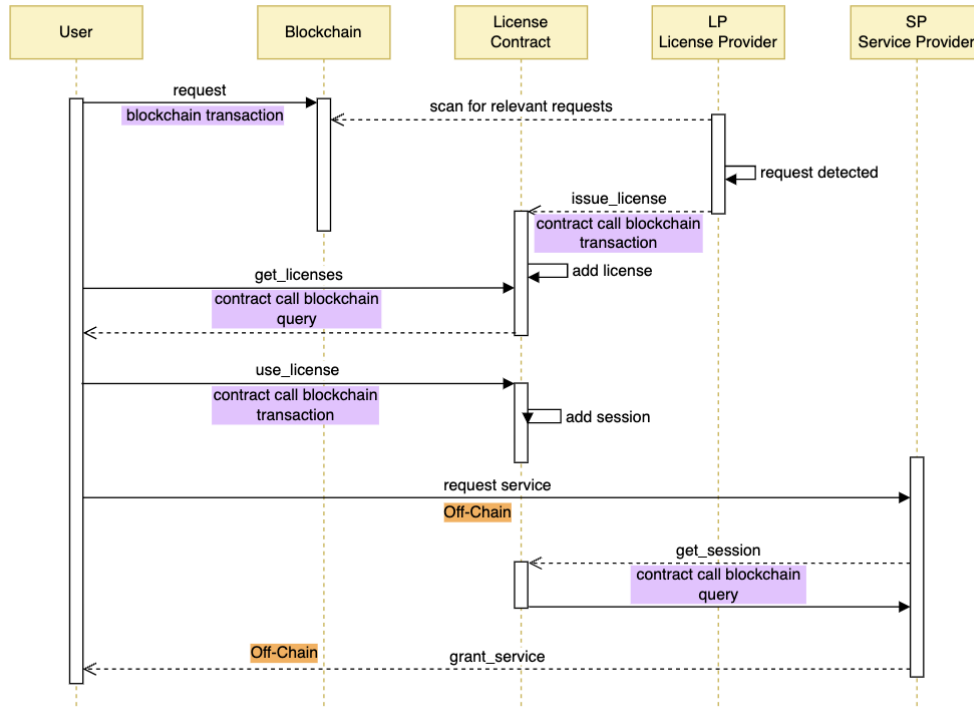 User
Blockchain
License
Contract
LP
License Provider
SP
Service Provider
request
blockchain transaction
scan for relevant requests
request detected
issue_license
contract call blockchain
transaction
add license
get_licenses
contract call blockchain
query
use_license
contract call blockchain
transaction
add session
request service
Off-Chain
get_session
contract call blockchain
query
Off-Chain
grant_service